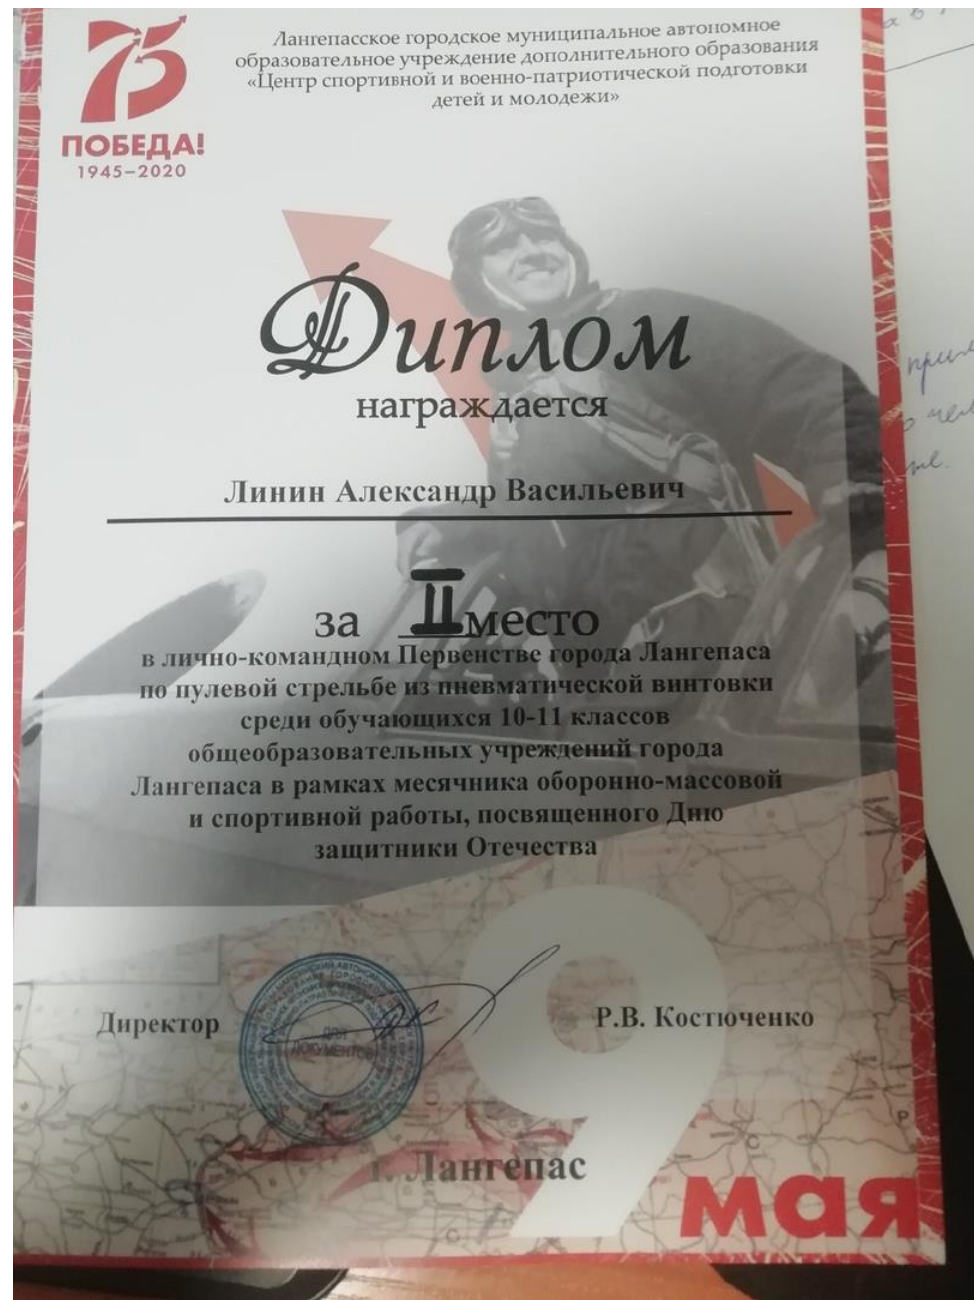 75
ПОБЕДА!
1945–2020
Лангепасское городское муниципальное автономное
образовательное учреждение дополнительного образования
«Центр спортивной и военно-патриотической подготовки
детей и молодежи»
Диплом
награждается
Линин Александр Васильевич
за II место
в лично-командном Первенстве города Лангепаса
по пулевой стрельбе из пневматической винтовки
среди обучающихся 10-11 классов
общеобразовательных учреждений города
Лангепаса в рамках месячника оборонно-массовой
и спортивной работы, посвященного Дню
защитники Отечества
Директор
ДЛЯ
ДОКУМЕНТОВ
Р.В. Костюченко
г. Лангепас
9
мая